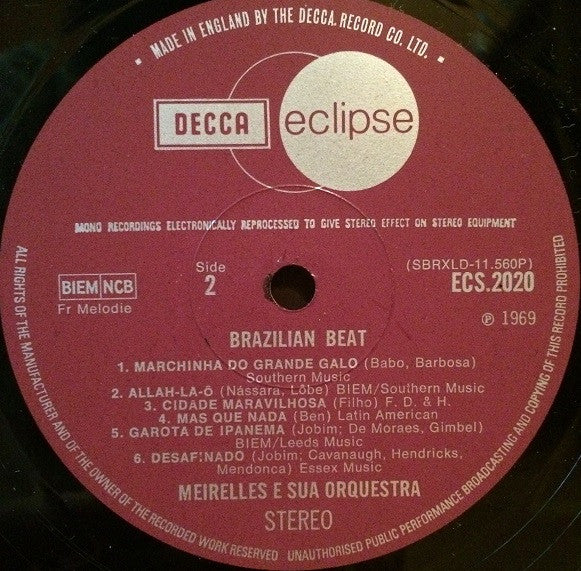 • MADE IN ENGLAND BY THE DECCA RECORD CO. LTD. •
DECCA eclipse
MONO RECORDINGS ELECTRONICALLY REPROCESSED TO GIVE STEREO EFFECT ON STEREO EQUIPMENT
BIEM NCB
Fr Melodie
Side
2
(SBRXLD-11.560P)
ECS.2020
℗ 1969
BRAZILIAN BEAT
1. MARCHINHA DO GRANDE GALO (Babo, Barbosa)
Southern Music
2. ALLAH-LA-Ô (Nássara, Lôbe) BIEM/Southern Music
3. CIDADE MARAVILHOSA (Filho) F. D. & H.
4. MAS QUE NADA (Ben) Latin American
5. GAROTA DE IPANEMA (Jobim; De Moraes, Gimbel)
BIEM/Leeds Music
6. DESAFINADO (Jobim; Cavanaugh, Hendricks,
Mendonca) Essex Music
MEIRELLES E SUA ORQUESTRA
STEREO
ALL RIGHTS OF THE MANUFACTURER AND OF THE OWNER OF THE RECORDED WORK RESERVED UNAUTHORISED PUBLIC PERFORMANCE BROADCASTING AND COPYING OF THIS RECORD PROHIBITED